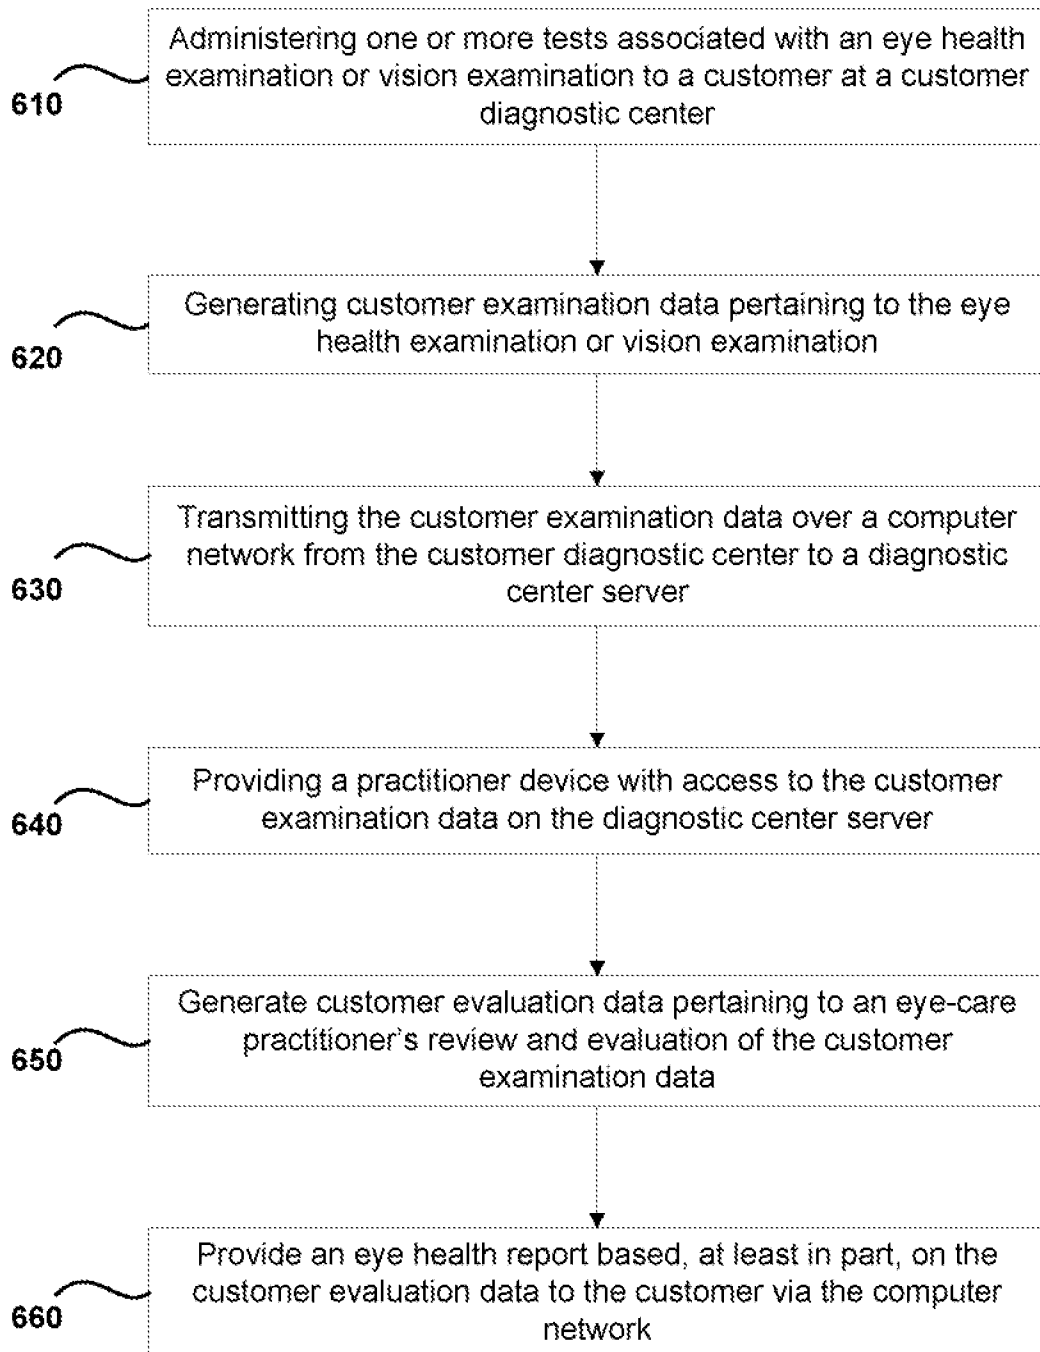 Administering one or more tests associated with an eye health
examination or vision examination to a customer at a customer
diagnostic center
610
Generating customer examination data pertaining to the eye
health examination or vision examination
620
Transmitting the customer examination data over a computer
network from the customer diagnostic center to a diagnostic
center server
630
Providing a practitioner device with access to the customer
examination data on the diagnostic center server
640
Generate customer evaluation data pertaining to an eye-care
practitioner's review and evaluation of the customer
examination data
650
Provide an eye health report based, at least in part, on the
customer evaluation data to the customer via the computer
network
660